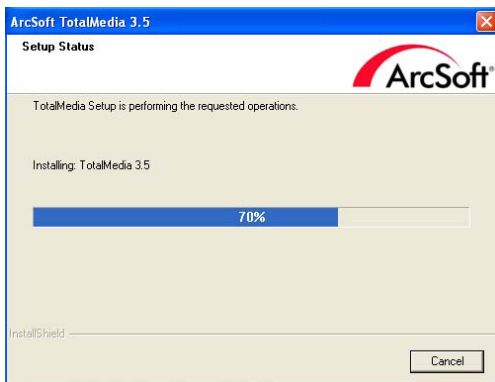 ArcSoft TotalMedia 3.5
Setup Status
ArcSoft®
TotalMedia Setup is performing the requested operations.
Installing: TotalMedia 3.5
70%
InstallShield
Cancel